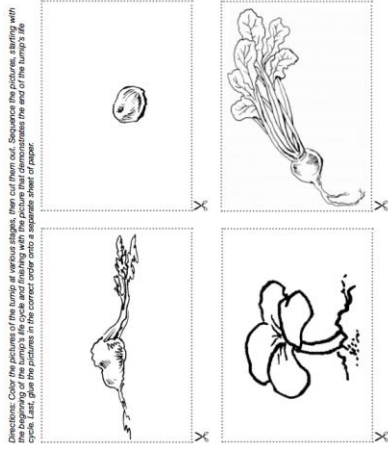 Directions: Color the pictures of the turnip at various stages, then cut them out. Sequence the pictures, starting with
the beginning of the turnip's life cycle and finishing with the picture that demonstrates the end of the turnip's life
cycle. Last, glue the pictures in the correct order onto a separate sheet of paper.